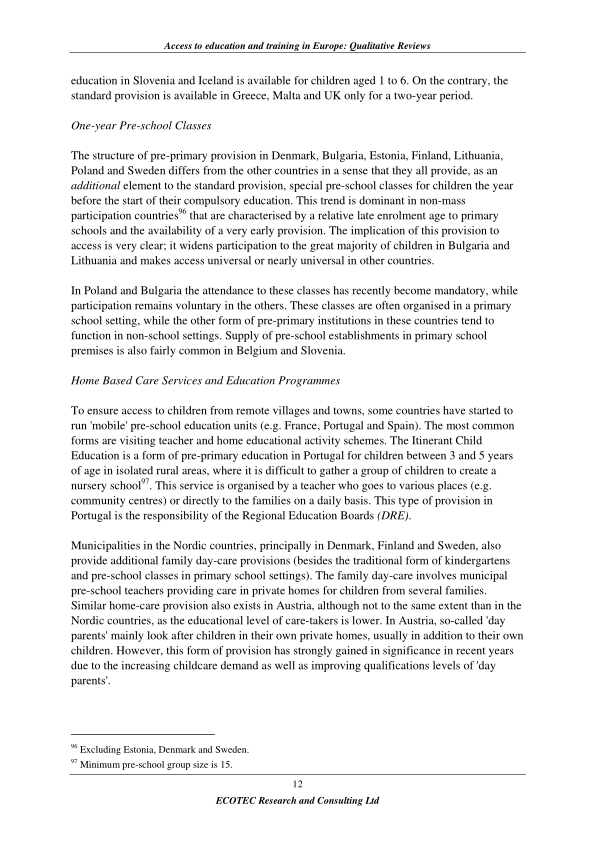 Access to education and training in Europe: Qualitative Reviews
education in Slovenia and Iceland is available for children aged 1 to 6. On the contrary, the
standard provision is available in Greece, Malta and UK only for a two-year period.
One-year Pre-school Classes
The structure of pre-primary provision in Denmark, Bulgaria, Estonia, Finland, Lithuania,
Poland and Sweden differs from the other countries in a sense that they all provide, as an
additional element to the standard provision, special pre-school classes for children the year
before the start of their compulsory education. This trend is dominant in non-mass
participation countries96 that are characterised by a relative late enrolment age to primary
schools and the availability of a very early provision. The implication of this provision to
access is very clear; it widens participation to the great majority of children in Bulgaria and
Lithuania and makes access universal or nearly universal in other countries.
In Poland and Bulgaria the attendance to these classes has recently become mandatory, while
participation remains voluntary in the others. These classes are often organised in a primary
school setting, while the other form of pre-primary institutions in these countries tend to
function in non-school settings. Supply of pre-school establishments in primary school
premises is also fairly common in Belgium and Slovenia.
Home Based Care Services and Education Programmes
To ensure access to children from remote villages and towns, some countries have started to
run 'mobile' pre-school education units (e.g. France, Portugal and Spain). The most common
forms are visiting teacher and home educational activity schemes. The Itinerant Child
Education is a form of pre-primary education in Portugal for children between 3 and 5 years
of age in isolated rural areas, where it is difficult to gather a group of children to create a
nursery school97. This service is organised by a teacher who goes to various places (e.g.
community centres) or directly to the families on a daily basis. This type of provision in
Portugal is the responsibility of the Regional Education Boards (DRE).
Municipalities in the Nordic countries, principally in Denmark, Finland and Sweden, also
provide additional family day-care provisions (besides the traditional form of kindergartens
and pre-school classes in primary school settings). The family day-care involves municipal
pre-school teachers providing care in private homes for children from several families.
Similar home-care provision also exists in Austria, although not to the same extent than in the
Nordic countries, as the educational level of care-takers is lower. In Austria, so-called 'day
parents' mainly look after children in their own private homes, usually in addition to their own
children. However, this form of provision has strongly gained in significance in recent years
due to the increasing childcare demand as well as improving qualifications levels of 'day
parents'.
96 Excluding Estonia, Denmark and Sweden.
97 Minimum pre-school group size is 15.
12
ECOTEC Research and Consulting Ltd